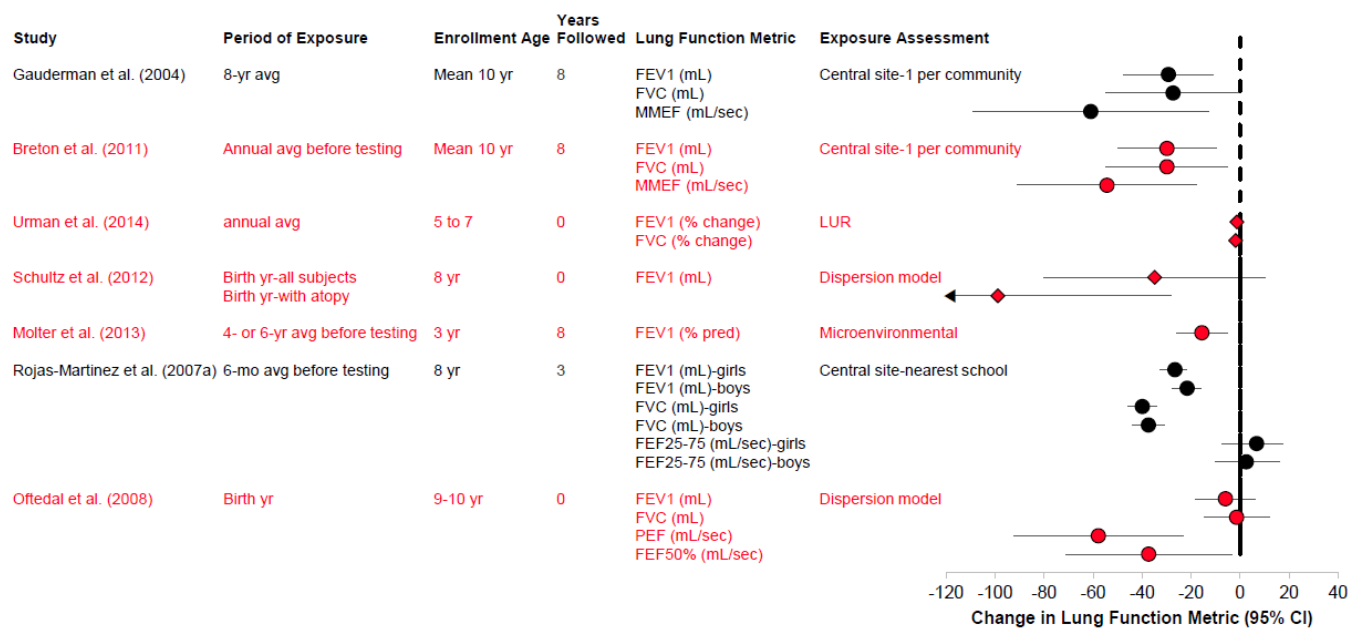 Study Period of Exposure Enrollment Age Years Followed Lung Function Metric Exposure Assessment
Gauderman et al. (2004) 8-yr avg Mean 10 yr 8 FEV1 (mL) Central site-1 per community
FVC (mL)
MMEF (mL/sec)
Breton et al. (2011) Annual avg before testing Mean 10 yr 8 FEV1 (mL) Central site-1 per community
FVC (mL)
MMEF (mL/sec)
Urman et al. (2014) annual avg 5 to 7 0 FEV1 (% change) LUR
FVC (% change)
Schultz et al. (2012) Birth yr-all subjects 8 yr 0 FEV1 (mL) Dispersion model
Birth yr-with atopy
Molter et al. (2013) 4- or 6-yr avg before testing 3 yr 8 FEV1 (% pred) Microenvironmental
Rojas-Martinez et al. (2007a) 6-mo avg before testing 8 yr 3 FEV1 (mL)-girls Central site-nearest school
FEV1 (mL)-boys
FVC (mL)-girls
FVC (mL)-boys
FEF25-75 (mL/sec)-girls
FEF25-75 (mL/sec)-boys
Oftedal et al. (2008) Birth yr 9-10 yr 0 FEV1 (mL) Dispersion model
FVC (mL)
PEF (mL/sec)
FEF50% (mL/sec)
-120 -100 -80 -60 -40 -20 0 20 40
Change in Lung Function Metric (95% CI)